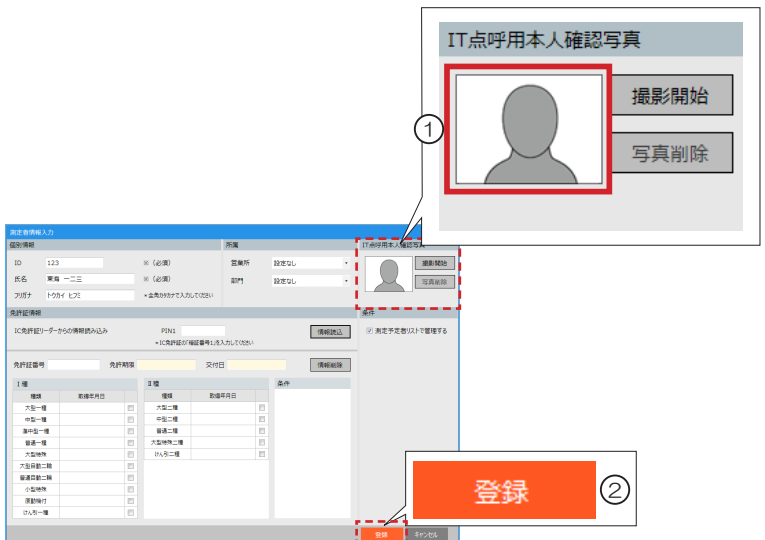 ①
IT点呼用本人確認写真
撮影開始
写真削除
測定者情報入力
個別情報
所属
IT点呼用本人確認写真
ID
123
※（必須）
営業所
設定なし
撮影開始
氏名
東海 一二三
※（必須）
部門
設定なし
写真削除
フリガナ
トウカイ ヒフミ
※全角カタカナで入力してください
免許証情報
条件
IC免許証リーダーからの情報読み込み
PIN1
情報読込
測定予定者リストで管理する
※IC免許証の「暗証番号1」を入力してください
免許証番号
免許期限
交付日
情報削除
Ⅰ種
Ⅱ種
条件
種類
取得年月日
種類
取得年月日
大型一種
大型二種
中型一種
中型二種
準中型一種
普通二種
普通一種
大型特殊二種
大型特殊
けん引二種
大型自動二輪
普通自動二輪
小型特殊
原動機付
けん引一種
登録
②
登録
キャンセル